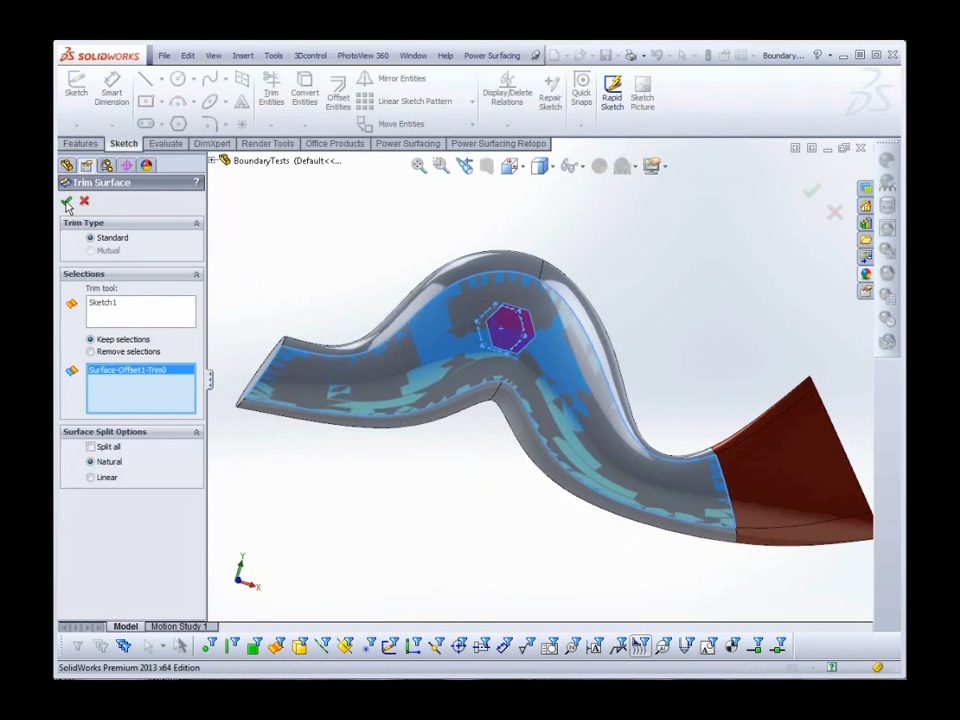 SOLIDWORKS File Edit View Insert Tools 3Dcontrol PhotoView 360 Window Help Power Surfacing Boundary... ?
Sketch Smart Dimension Trim Entities Convert Entities Offset Entities Mirror Entities Linear Sketch Pattern Move Entities Display/Delete Relations Repair Sketch Quick Snaps Rapid Sketch Sketch Picture
Features Sketch Evaluate DimXpert Render Tools Office Products Power Surfacing Power Surfacing Retopo
BoundaryTests (Default<<...
Trim Surface ?
Trim Type
Standard
Mutual
Selections
Trim tool:
Sketch1
Keep selections
Remove selections
Surface-Offset1-Trim0
Surface Split Options
Split all
Natural
Linear
Y
X
Model Motion Study 1
SolidWorks Premium 2013 x64 Edition